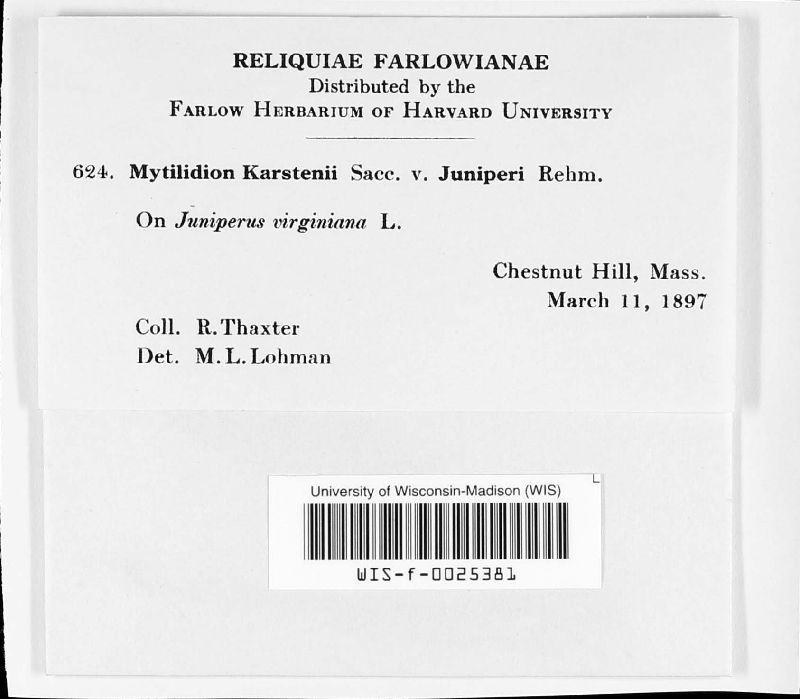 RELIQUIAE FARLOWIANAE
Distributed by the
FARLOW HERBARIUM OF HARVARD UNIVERSITY
624. Mytilidion Karstenii Sacc. v. Juniperi Rehm.
On Juniperus virginiana L.
Chestnut Hill, Mass.
March 11, 1897
Coll. R. Thaxter
Det. M. L. Lohman
University of Wisconsin-Madison (WIS)
WIS-f-0025381